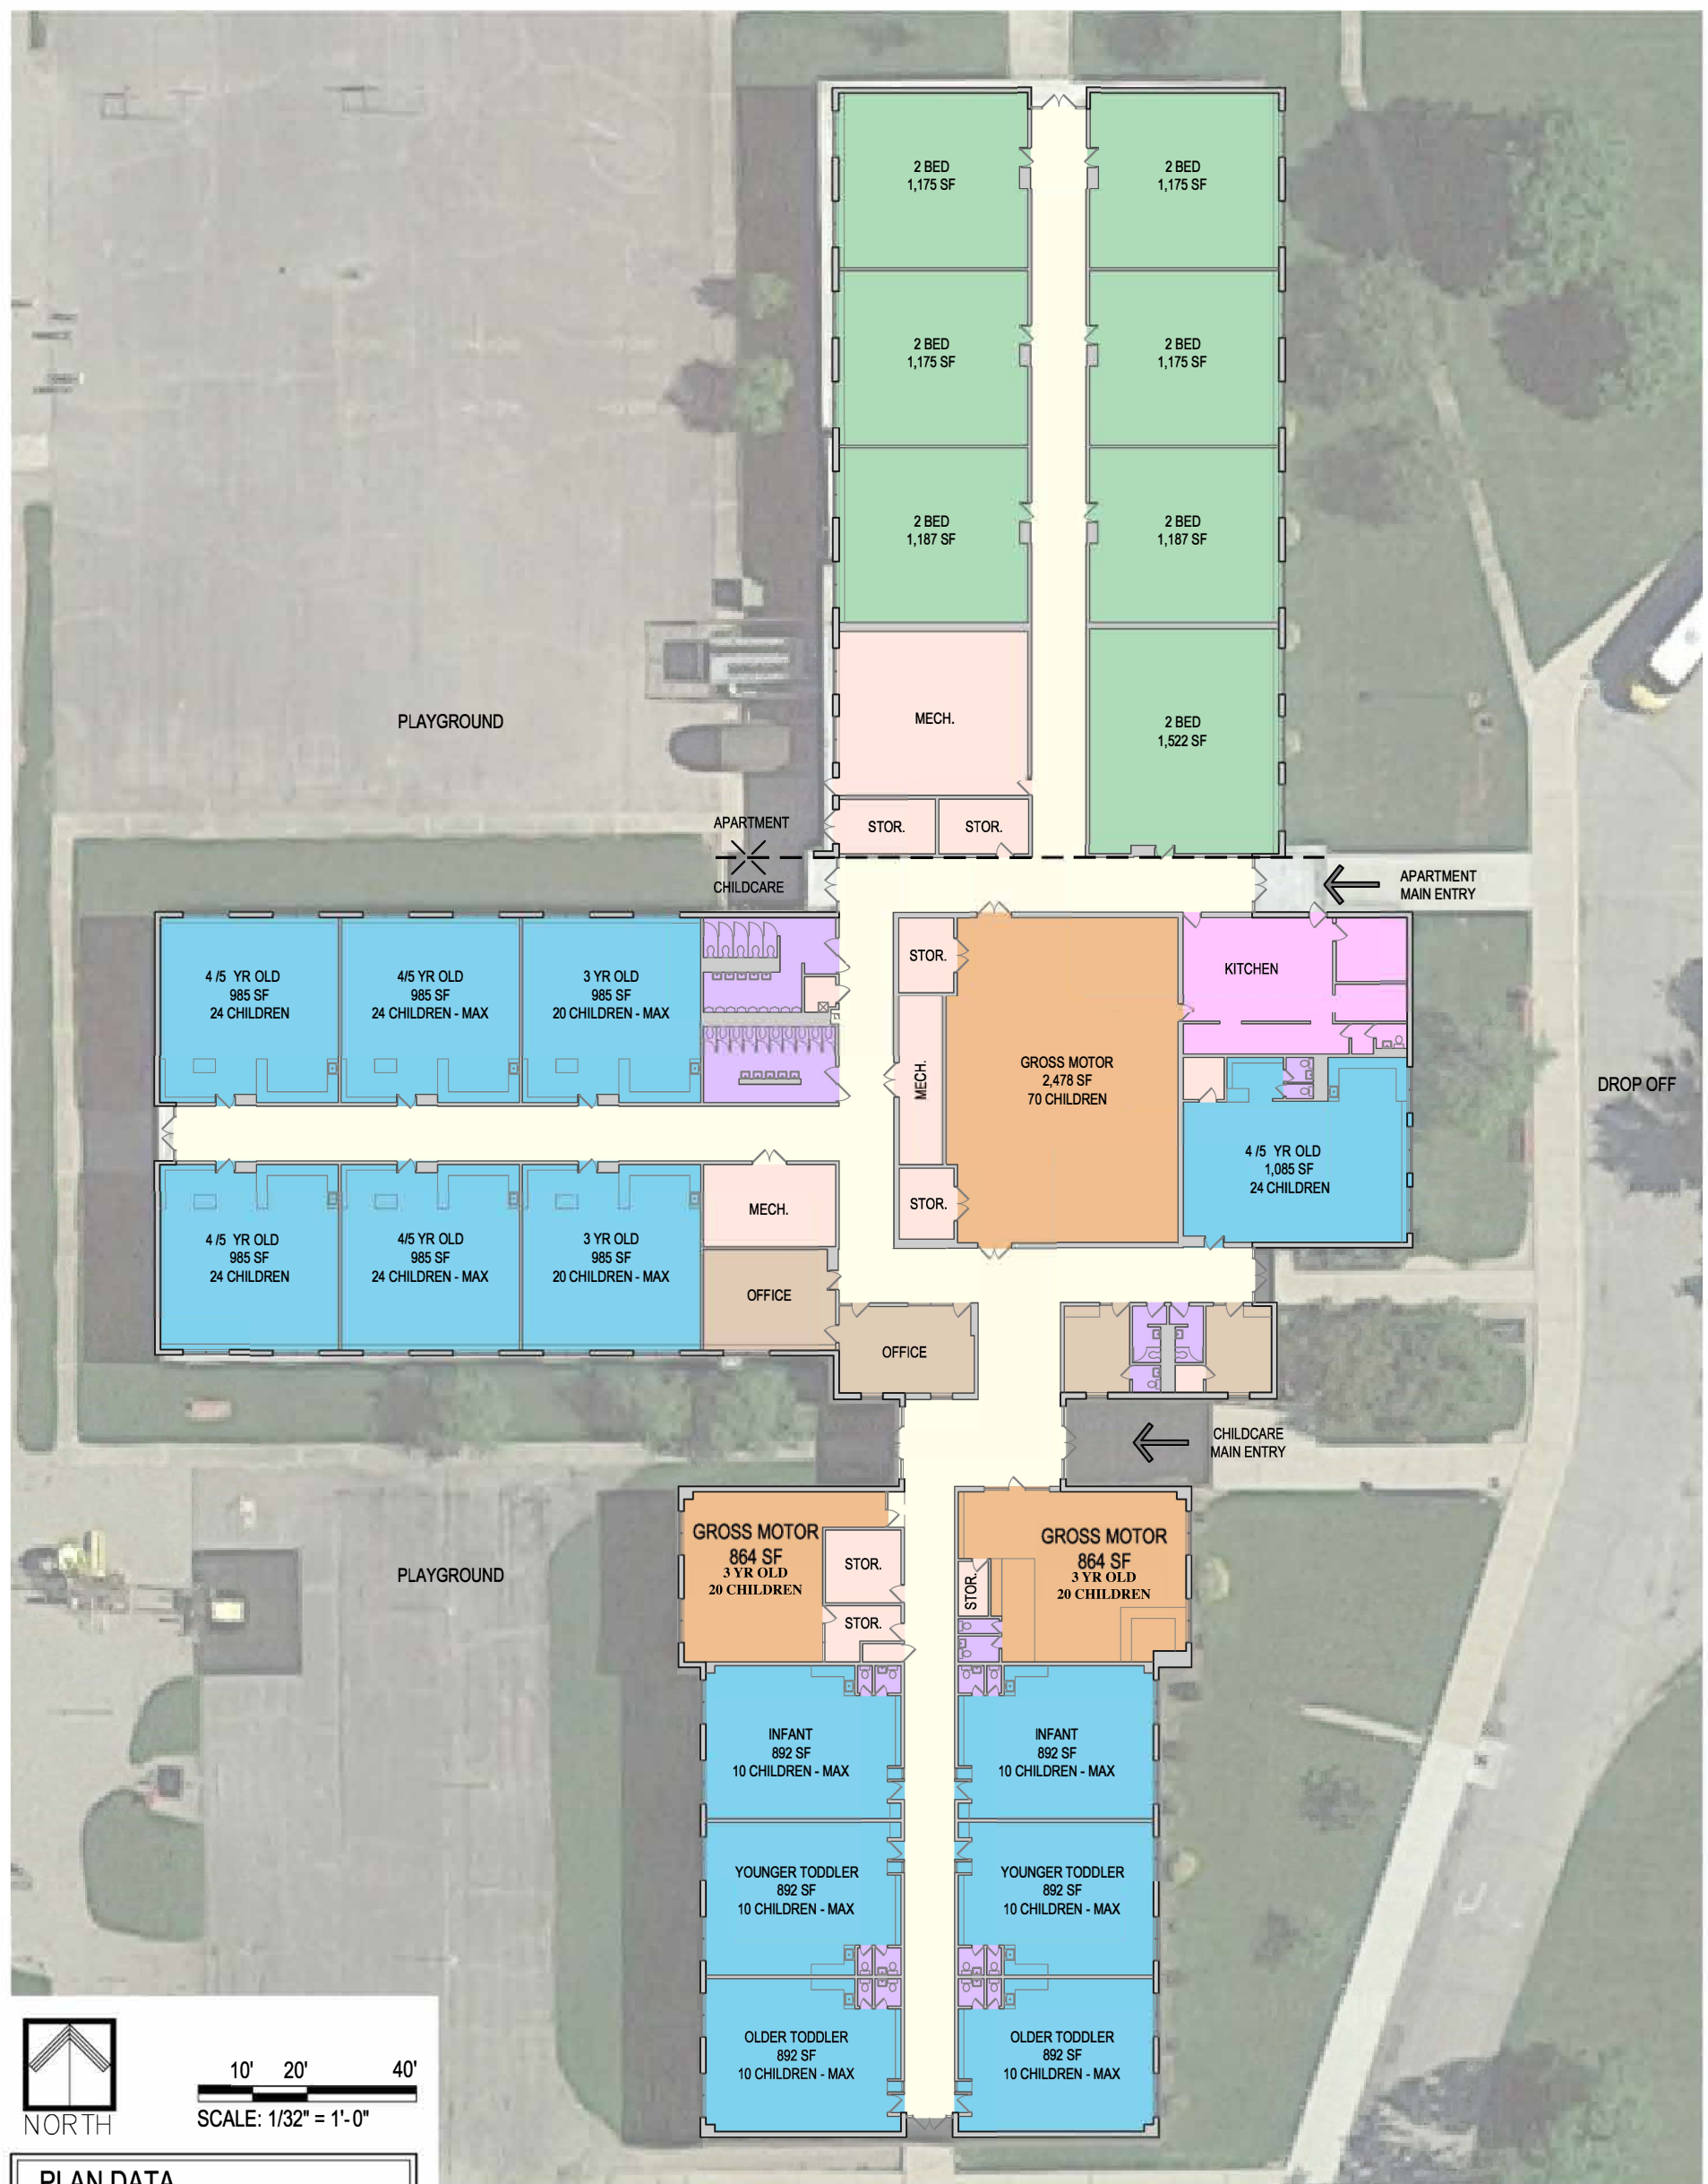 2 BED
1,175 SF
2 BED
1,175 SF
2 BED
1,175 SF
2 BED
1,175 SF
2 BED
1,187 SF
2 BED
1,187 SF
PLAYGROUND
MECH.
2 BED
1,522 SF
APARTMENT
STOR.
STOR.
CHILDCARE
APARTMENT
MAIN ENTRY
4 /5 YR OLD
985 SF
24 CHILDREN
4/5 YR OLD
985 SF
24 CHILDREN - MAX
3 YR OLD
985 SF
20 CHILDREN - MAX
STOR.
KITCHEN
MECH.
GROSS MOTOR
2,478 SF
70 CHILDREN
DROP OFF
4 /5 YR OLD
1,085 SF
24 CHILDREN
STOR.
4 /5 YR OLD
985 SF
24 CHILDREN
4/5 YR OLD
985 SF
24 CHILDREN - MAX
3 YR OLD
985 SF
20 CHILDREN - MAX
MECH.
OFFICE
OFFICE
CHILDCARE
MAIN ENTRY
PLAYGROUND
GROSS MOTOR
864 SF
3 YR OLD
20 CHILDREN
STOR.
STOR.
STOR.
GROSS MOTOR
864 SF
3 YR OLD
20 CHILDREN
INFANT
892 SF
10 CHILDREN - MAX
INFANT
892 SF
10 CHILDREN - MAX
YOUNGER TODDLER
892 SF
10 CHILDREN - MAX
YOUNGER TODDLER
892 SF
10 CHILDREN - MAX
OLDER TODDLER
892 SF
10 CHILDREN - MAX
OLDER TODDLER
892 SF
10 CHILDREN - MAX
NORTH
10' 20' 40'
SCALE: 1/32" = 1'-0"
PLAN DATA